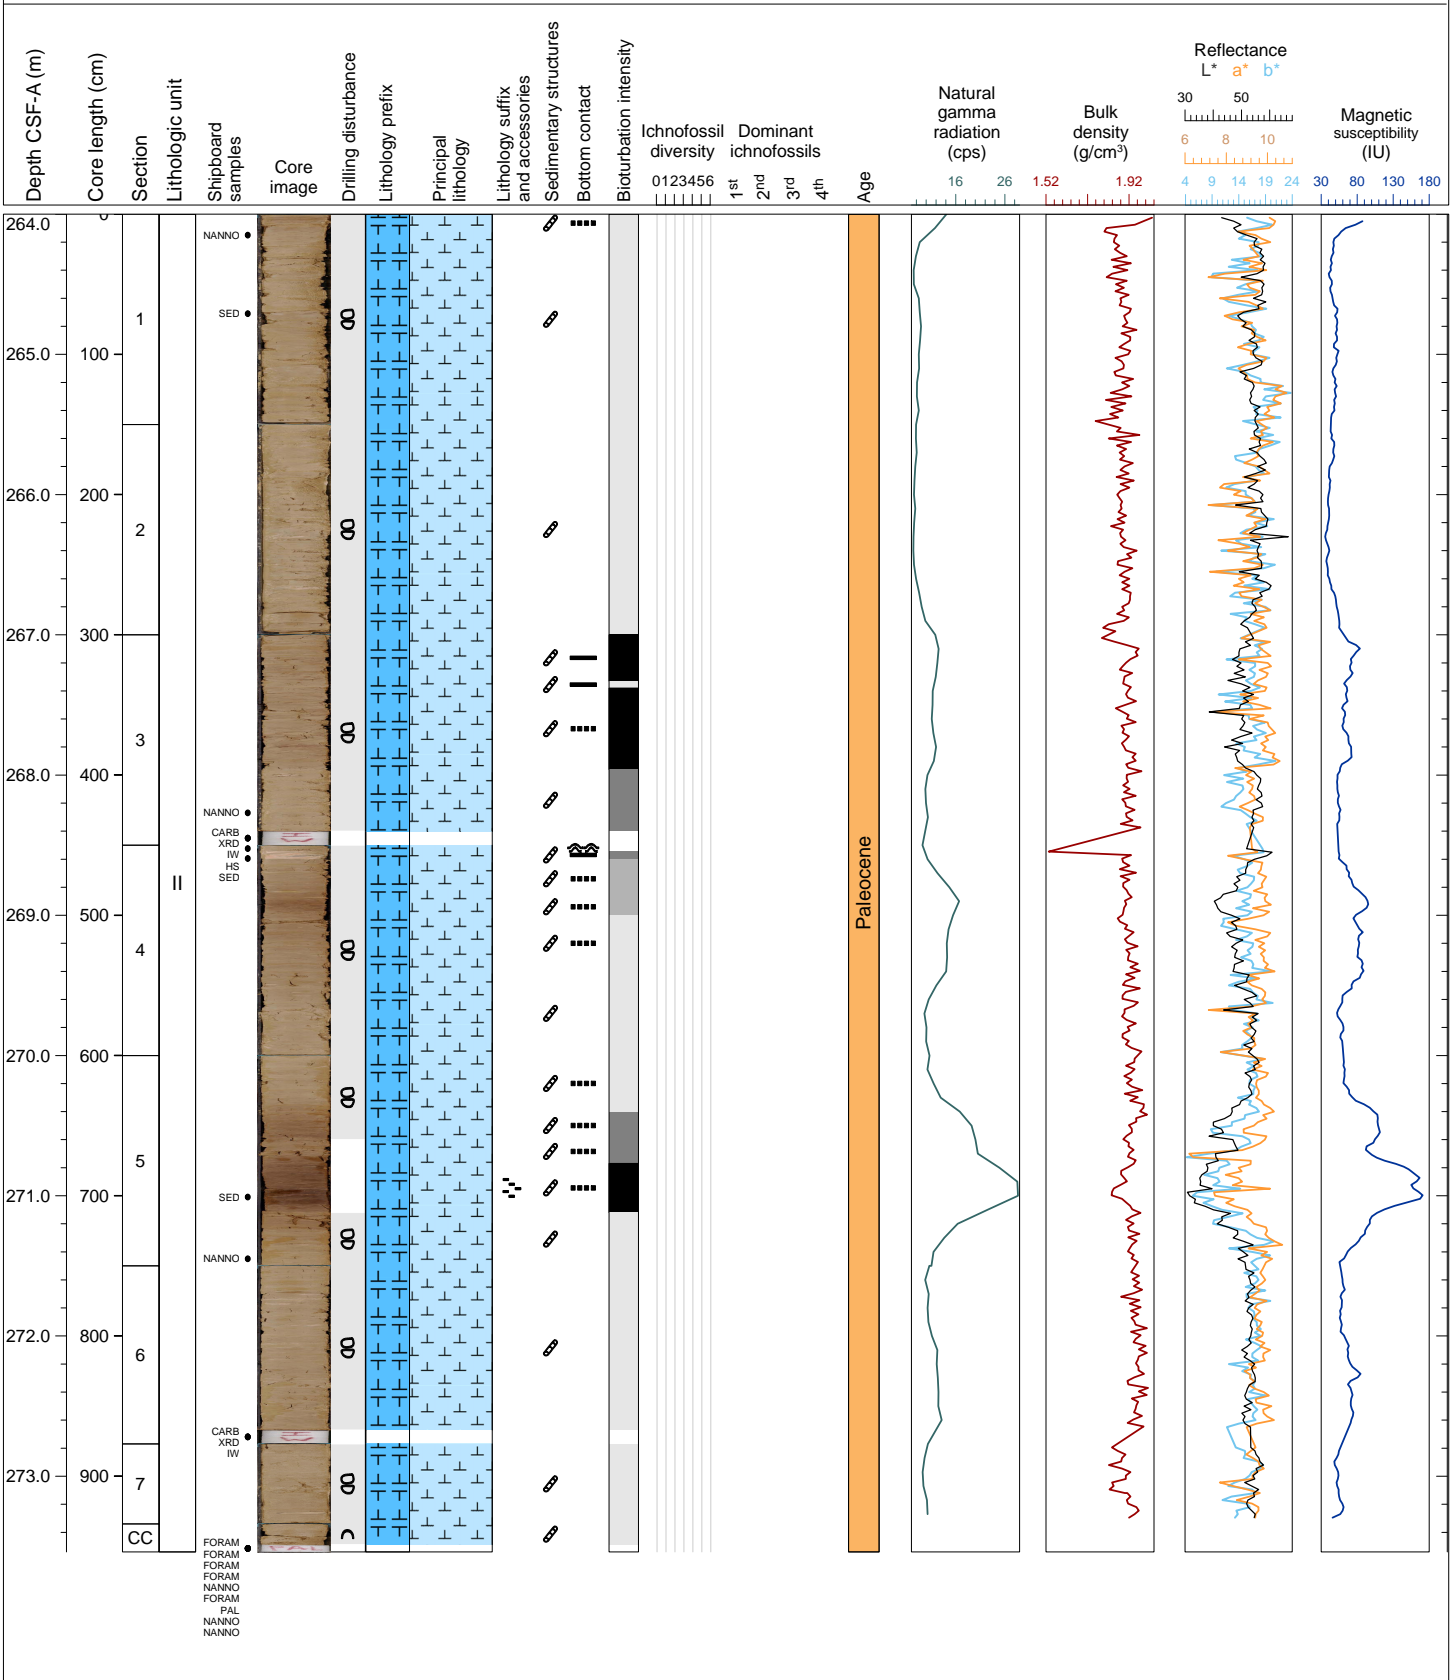 Depth CSF-A (m)
Core length (cm)
Section
Lithologic unit
Shipboard
samples
Core
image
Drilling disturbance
Lithology prefix
Principal
lithology
Lithology suffix
and accessories
Sedimentary structures
Bottom contact
Bioturbation intensity
Ichnofossil
diversity
0123456
Dominant
ichnofossils
1st 2nd 3rd 4th
Age
Natural
gamma
radiation
(cps)
16 26
Bulk
density
(g/cm³)
1.52 1.92
Reflectance
L* a* b*
30 50
6 8 10
4 9 14 19 24
Magnetic
susceptibility
(IU)
30 80 130 180
264.0 0
NANNO
SED
1
265.0 100
266.0 200
2
267.0 300
3
268.0 400
NANNO
CARB
XRD
IW
HS
SED
II
Paleocene
269.0 500
4
270.0 600
5
271.0 700
SED
NANNO
272.0 800
6
CARB
XRD
IW
273.0 900
7
CC
FORAM
FORAM
FORAM
FORAM
NANNO
FORAM
PAL
NANNO
NANNO